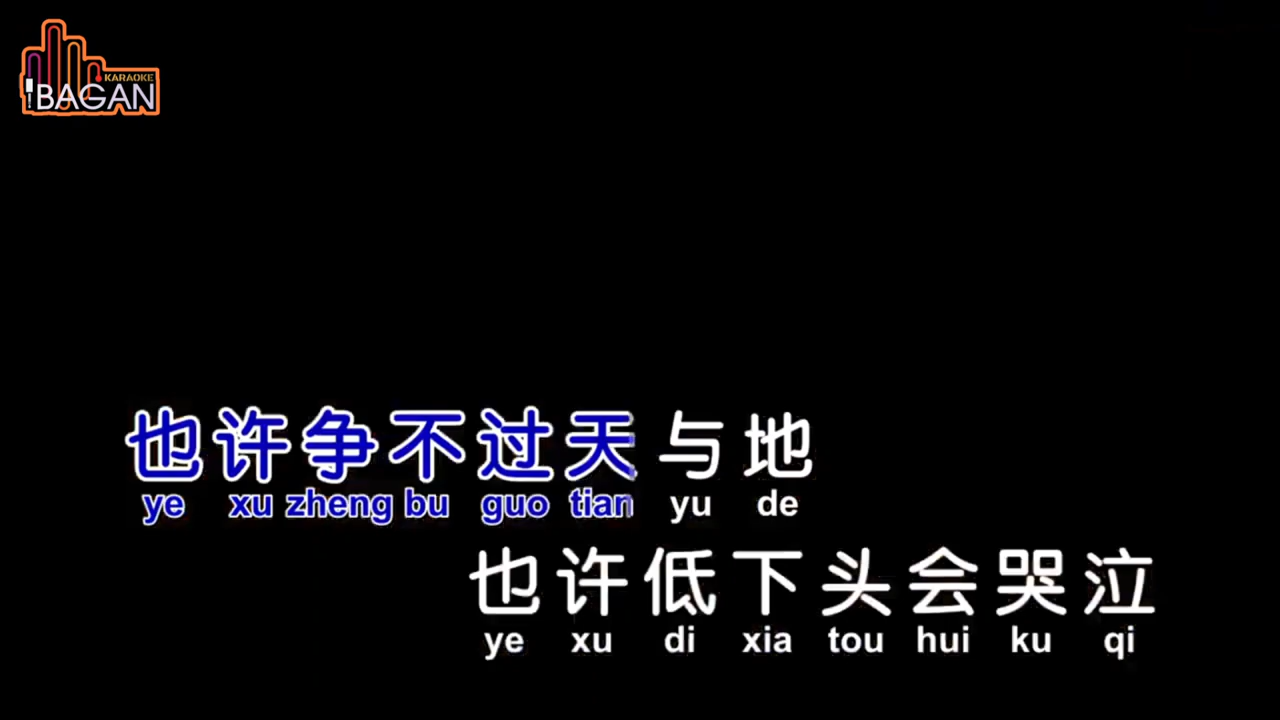 KARAOKE
BAGAN
也许争不过天与地
ye xu zheng bu guo tian yu de
也许低下头会哭泣
ye xu di xia tou hui ku qi